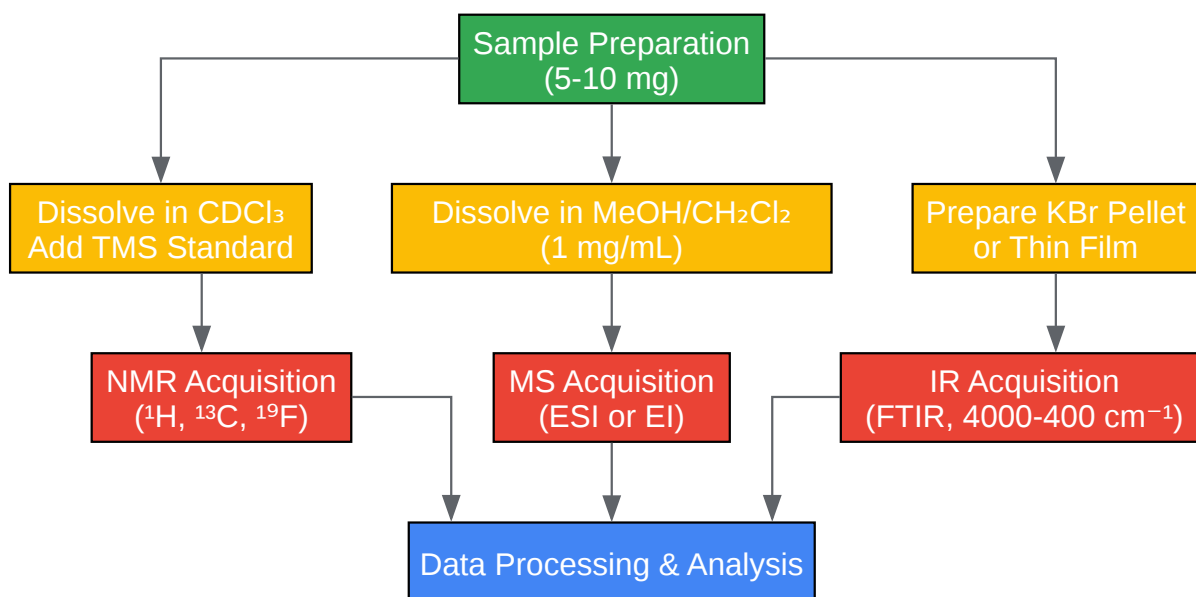 Sample Preparation
(5-10 mg)
Dissolve in CDCl₃
Add TMS Standard
Dissolve in MeOH/CH₂Cl₂
(1 mg/mL)
Prepare KBr Pellet
or Thin Film
NMR Acquisition
(¹H, ¹³C, ¹⁹F)
MS Acquisition
(ESI or EI)
IR Acquisition
(FTIR, 4000-400 cm⁻¹)
Data Processing & Analysis